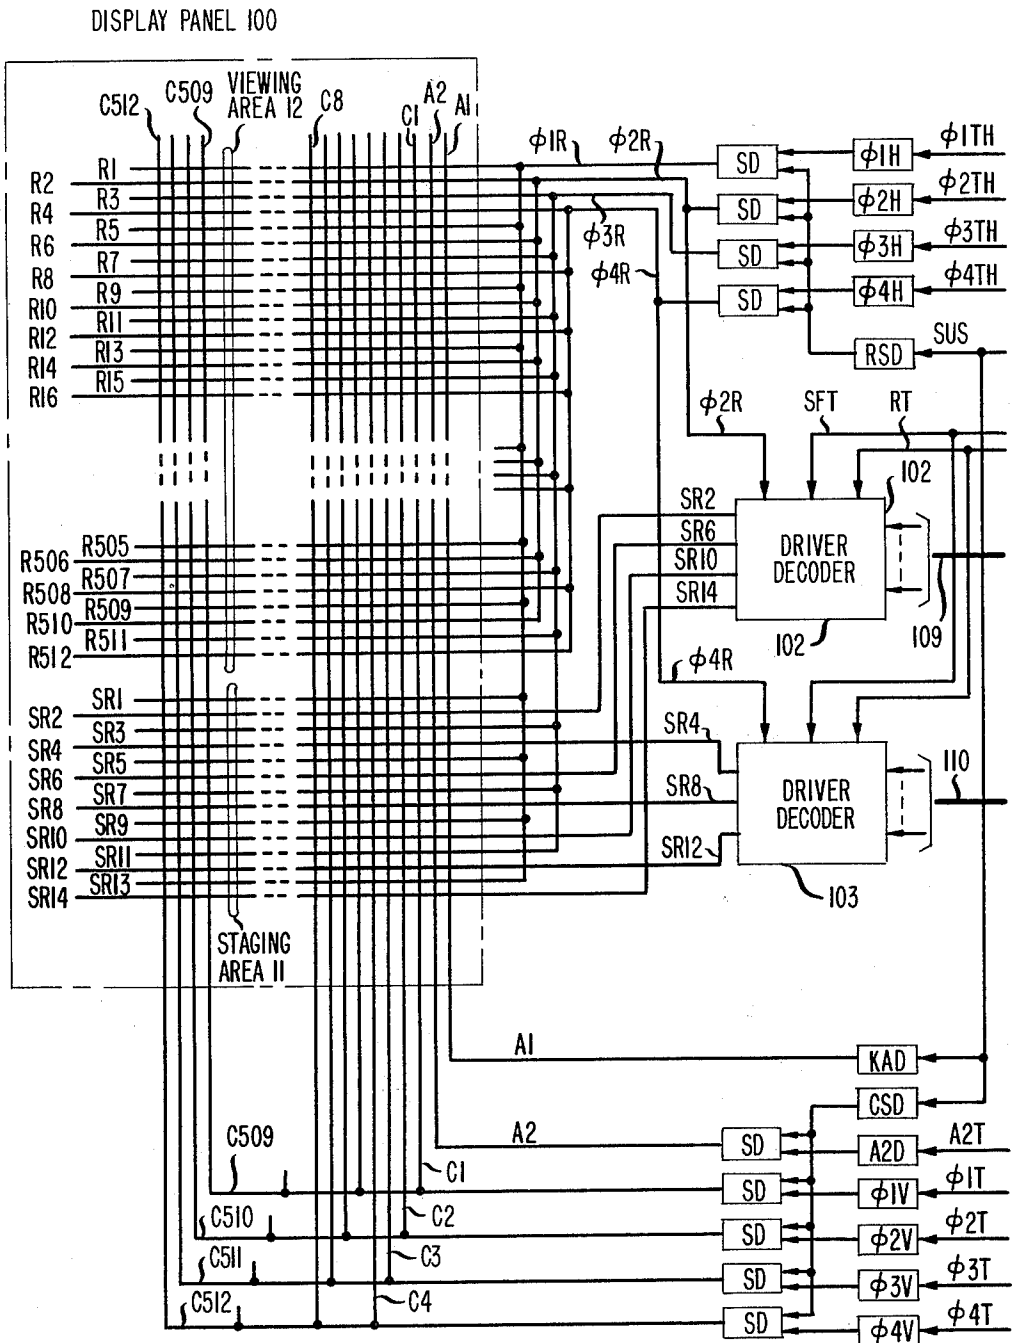 DISPLAY PANEL 100
C512
C509
VIEWING
AREA 12
C8
C1
A2
A1
R1
R2
R3
R4
R5
R6
R7
R8
R9
R10
R11
R12
R13
R14
R15
R16
R505
R506
R507
R508
R509
R510
R511
R512
SR1
SR2
SR3
SR4
SR5
SR6
SR7
SR8
SR9
SR10
SR11
SR12
SR13
SR14
STAGING
AREA 11
ϕ1R
ϕ2R
ϕ3R
ϕ4R
SD
ϕ1H
ϕ1TH
SD
ϕ2H
ϕ2TH
SD
ϕ3H
ϕ3TH
SD
ϕ4H
ϕ4TH
RSD
SUS
ϕ2R
SFT
RT
102
SR2
SR6
SR10
SR14
DRIVER
DECODER
102
109
ϕ4R
SR4
SR8
SR12
DRIVER
DECODER
103
110
A1
KAD
CSD
A2
SD
A2D
A2T
C509
C1
SD
ϕ1V
ϕ1T
C510
C2
SD
ϕ2V
ϕ2T
C511
C3
SD
ϕ3V
ϕ3T
C512
C4
SD
ϕ4V
ϕ4T